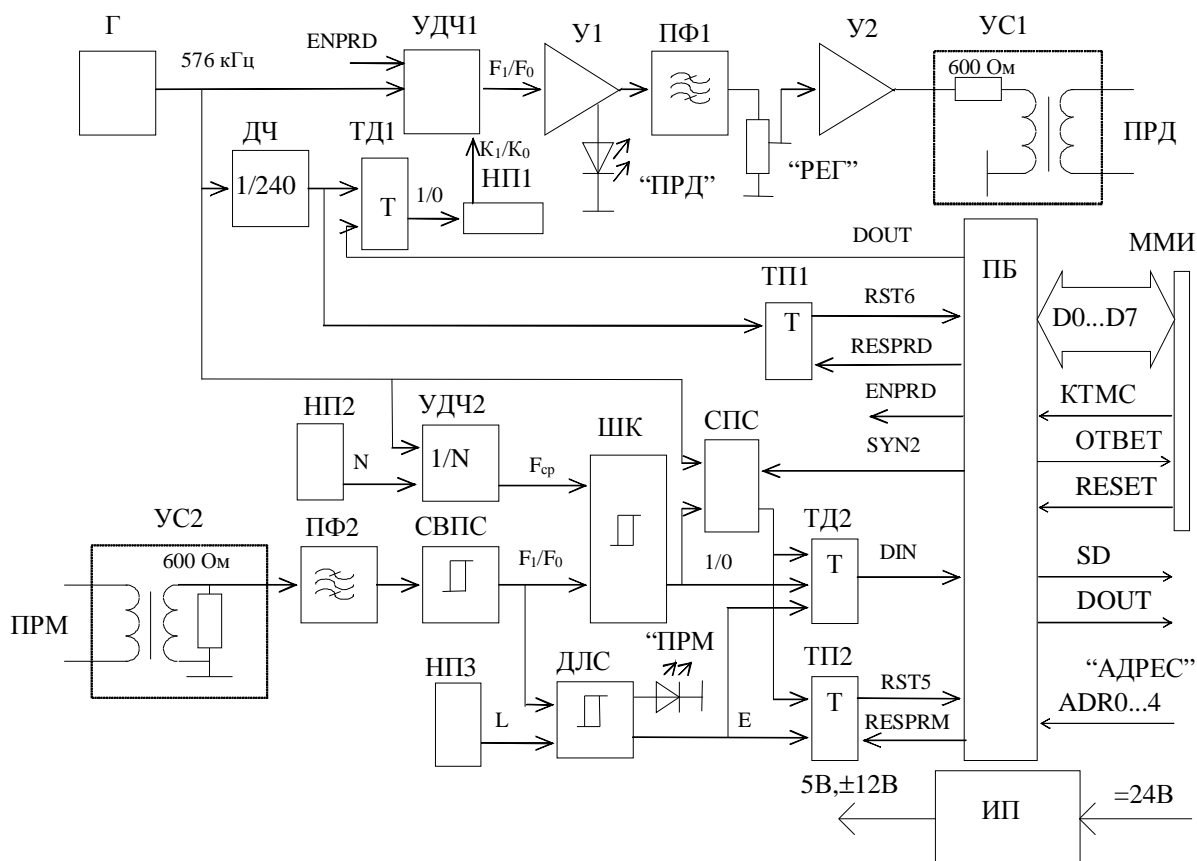 Г
УДЧ1
У1
ПФ1
У2
УС1
ENPRD
576 кГц
F1/F0
600 Ом
ПРД
ДЧ
ТД1
K1/K0
НП1
“ПРД”
“РЕГ”
1/240
Т
1/0
DOUT
ПБ
ММИ
ТП1
RST6
Т
D0...D7
RESPRD
ENPRD
КТМС
НП2
УДЧ2
ШК
СПС
SYN2
ОТВЕТ
N
1/N
Fср
RESET
УС2
ПФ2
СВПС
ТД2
600 Ом
F1/F0
1/0
Т
DIN
SD
DOUT
ПРМ
НП3
ДЛС
“ПРМ
ТП2
“АДРЕС”
L
E
Т
RST5
RESPRM
ADR0...4
5В,±12В
ИП
=24В